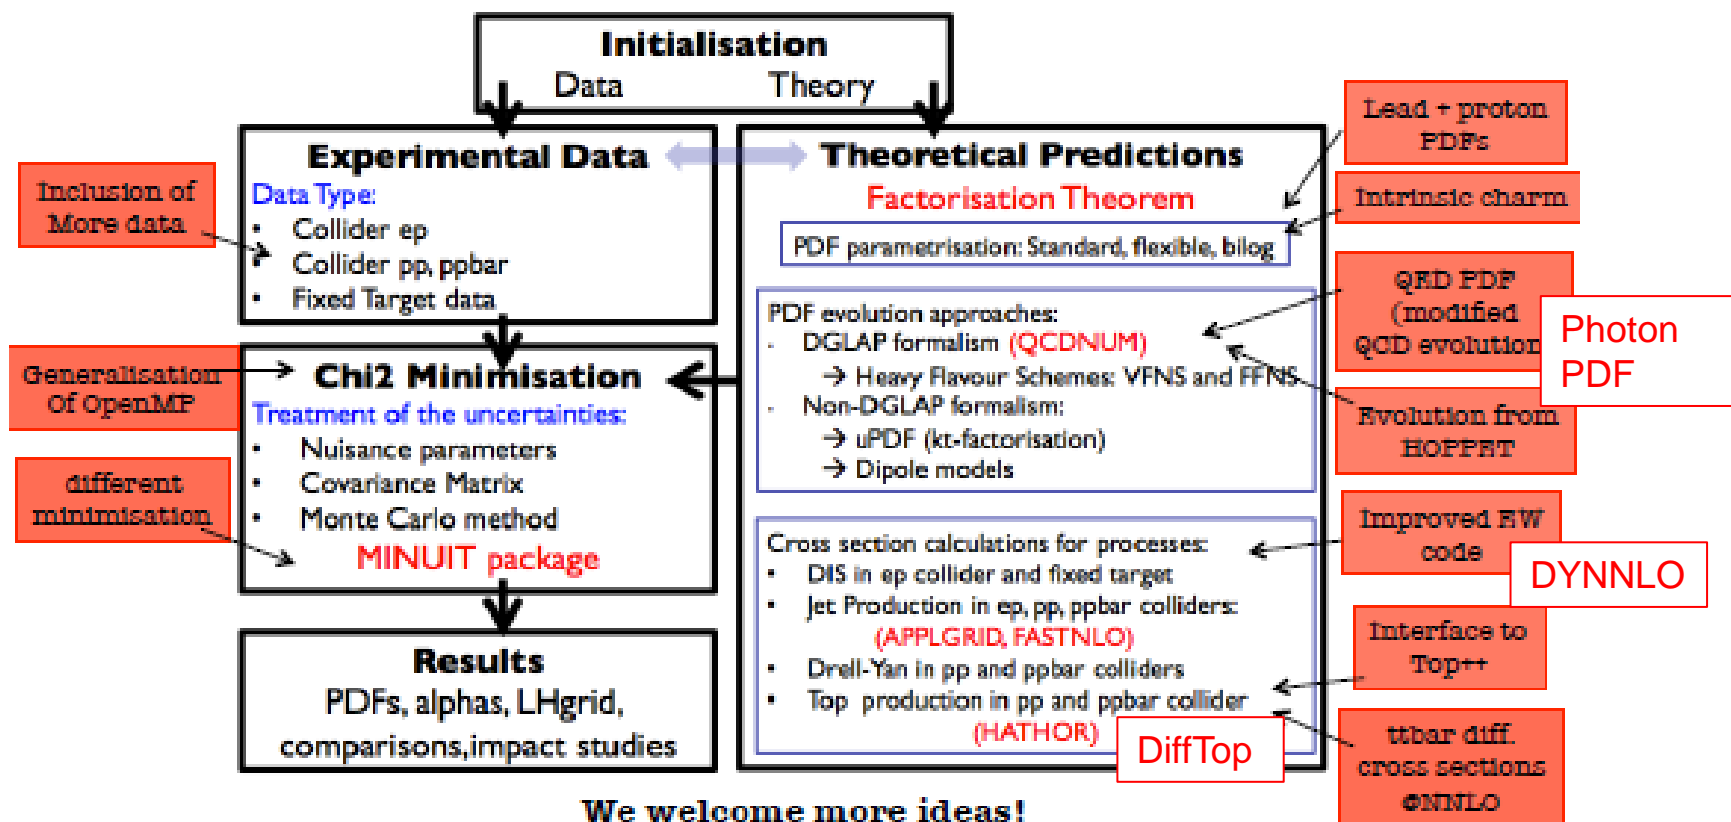 Initialisation
Data Theory
Experimental Data
Data Type:
• Collider ep
• Collider pp, ppbar
• Fixed Target data
Chi2 Minimisation
Treatment of the uncertainties:
• Nuisance parameters
• Covariance Matrix
• Monte Carlo method
MINUIT package
Results
PDFs, alphas, LHgrid,
comparisons,impact studies
Theoretical Predictions
Factorisation Theorem
PDF parametrisation: Standard, flexible, bilog
PDF evolution approaches:
- DGLAP formalism (QCDNUM)
→ Heavy Flavour Schemes: VFNS and FFNS
- Non-DGLAP formalism:
→ uPDF (kt-factorisation)
→ Dipole models
Cross section calculations for processes:
• DIS in ep collider and fixed target
• Jet Production in ep, pp, ppbar colliders:
(APPLGRID, FASTNLO)
• Drell-Yan in pp and ppbar colliders
• Top production in pp and ppbar collider
(HATHOR)
DiffTop
Inclusion of
More data
Generalisation
Of OpenMP
different
minimisation
Lead + proton
PDFs
Intrinsic charm
QED PDF
(modified
QCD evolution
Photon
PDF
Evolution from
HOPPET
Improved EW
code
DYNNLO
Interface to
Top++
ttbar diff.
cross sections
@NNLO
We welcome more ideas!